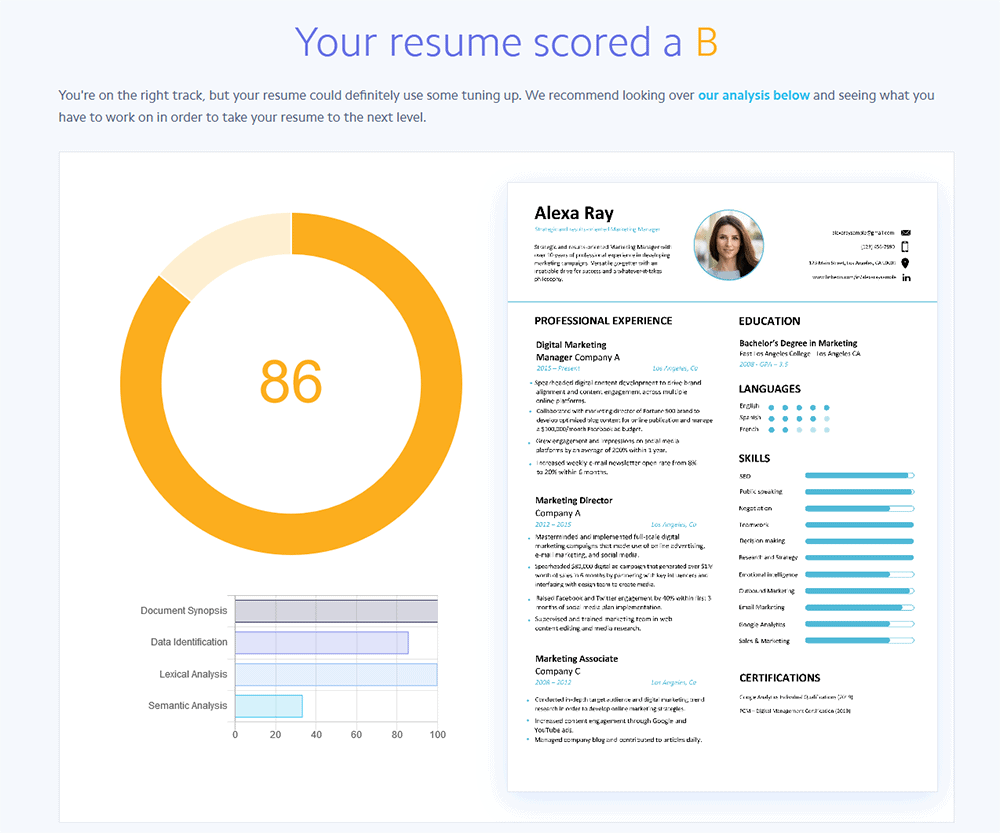 Your resume scored a B
You're on the right track, but your resume could definitely use some tuning up. We recommend looking over our analysis below and seeing what you
have to work on in order to take your resume to the next level.
86
Document Synopsis
Data Identification
Lexical Analysis
Semantic Analysis
0 20 40 60 80 100
Alexa Ray
Strategic and result-oriented Marketing Manager
Strategic and results-oriented Marketing Manager with
over 10 years of professional experience in developing
marketing campaigns. Versatile go-getter with an
insatiable drive for success and a whatever-it-takes
philosophy.
(123) 456-7890
123 Main Street, Los Angeles, CA
PROFESSIONAL EXPERIENCE
Digital Marketing
Manager Company A
2015 – Present Los Angeles, Ca
Spearheaded digital content development to drive brand
alignment and content engagement across multiple
online platforms.
Collaborated with marketing director of Fortune 500 brand to
develop optimized blog content for online publication and manage
a $100,000/month Facebook ad budget.
Grew engagement and impressions on social media
platforms by an average of 200% within 1 year.
Increased weekly e-mail newsletter open rate from 8%
to 20% within 6 months.
Marketing Director
Company A
2012 – 2015 Los Angeles, Ca
Masterminded and implemented full-scale digital
marketing campaigns that made use of online advertising,
e-mail marketing, and social media.
Spearheaded $80,000 digital ad campaign that generated over $1M
worth of sales in 6 months by partnering with key influencers and
interfacing with design team to create media.
Raised Facebook and Twitter engagement by 40% within first 3
months of social media plan implementation.
Supervised and trained marketing team in web
content editing and media research.
Marketing Associate
Company C
2008 – 2012 Los Angeles, Ca
Conducted in-depth target audience and digital marketing trend
research in order to develop online marketing strategies.
Increased content engagement through Google and
YouTube ads.
Managed company blog and contributed to articles daily.
EDUCATION
Bachelor's Degree in Marketing
East Los Angeles College Los Angeles CA
2008 - GPA – 3.5
LANGUAGES
English
Spanish
French
SKILLS
SEO
Public speaking
Negotiation
Teamwork
Decision making
Research and Strategy
Emotional intelligence
Outbound Marketing
Email Marketing
Google Analytics
Sales & Marketing
CERTIFICATIONS
Google Analytics Individual Qualifications (2019)
PCM – Digital Management Certification (2019)